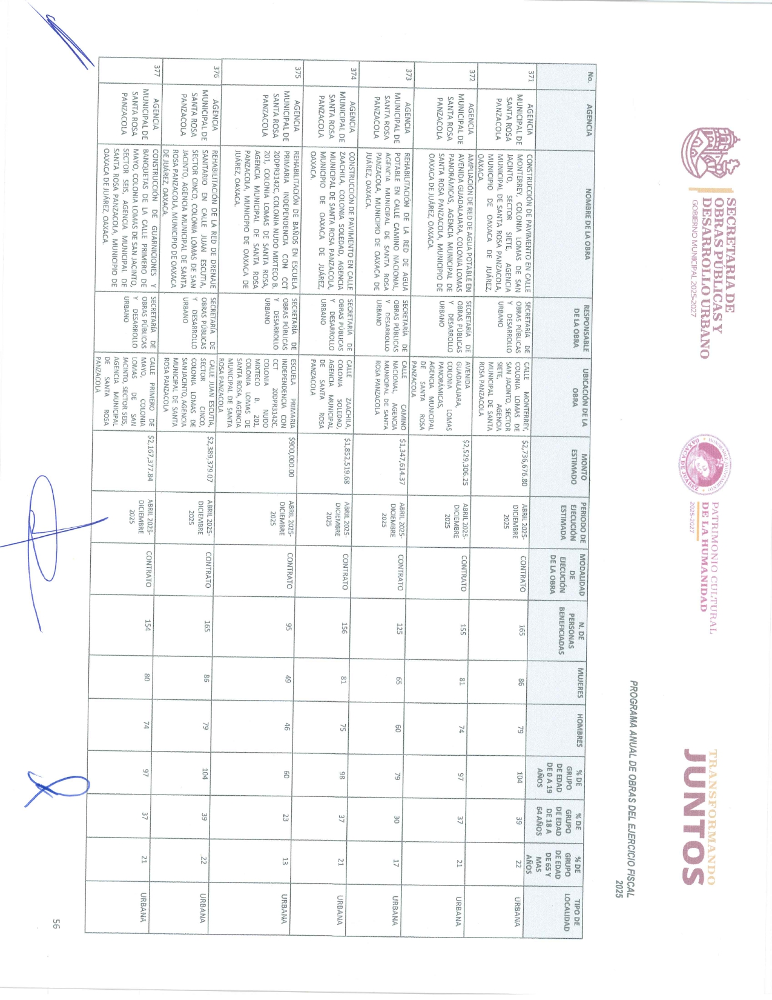 SECRETARÍA DE
OBRAS PÚBLICAS Y
DESARROLLO URBANO
GOBIERNO MUNICIPAL 2025-2027
HONORABLE AYUNTAMIENTO
OAXACA DE JUÁREZ
PATRIMONIO CULTURAL
DE LA HUMANIDAD
2025-2027
TRANSFORMANDO
JUNTOS
PROGRAMA ANUAL DE OBRAS DEL EJERCICIO FISCAL
2025
No.
AGENCIA
NOMBRE DE LA OBRA
RESPONSABLE
DE LA OBRA
UBICACIÓN DE LA
OBRA
MONTO
ESTIMADO
PERIODO DE
EJECUCIÓN
ESTIMADA
MODALIDAD
DE
EJECUCIÓN
DE LA OBRA
N. DE
PERSONAS
BENEFICIADAS
MUJERES
HOMBRES
% DE
GRUPO
DE EDAD
DE 0 A 19
AÑOS
% DE
GRUPO
DE EDAD
DE 18 A
64 AÑOS
% DE
GRUPO
DE EDAD
DE 65 Y
MAS
AÑOS
TIPO DE
LOCALIDAD
371
AGENCIA
MUNICIPAL DE
SANTA ROSA
PANZACOLA
CONSTRUCCIÓN DE PAVIMENTO EN CALLE
MONTERREY, COLONIA LOMAS DE SAN
JACINTO, SECTOR SIETE, AGENCIA
MUNICIPAL DE SANTA ROSA PANZACOLA,
MUNICIPIO DE OAXACA DE JUÁREZ,
OAXACA.
SECRETARÍA DE
OBRAS PÚBLICAS
Y DESARROLLO
URBANO
CALLE MONTERREY,
COLONIA LOMAS DE
SAN JACINTO, SECTOR
SIETE, AGENCIA
MUNICIPAL DE SANTA
ROSA PANZACOLA
$2,736,676.80
ABRIL 2025-
DICIEMBRE
2025
CONTRATO
165
86
79
104
39
22
URBANA
372
AGENCIA
MUNICIPAL DE
SANTA ROSA
PANZACOLA
AMPLIACIÓN DE RED DE AGUA POTABLE EN
AVENIDA GUADALAJARA, COLONIA LOMAS
PANORÁMICAS, AGENCIA MUNICIPAL DE
SANTA ROSA PANZACOLA, MUNICIPIO DE
OAXACA DE JUÁREZ, OAXACA.
SECRETARÍA DE
OBRAS PÚBLICAS
Y DESARROLLO
URBANO
AVENIDA
GUADALAJARA,
COLONIA LOMAS
PANORÁMICAS,
AGENCIA MUNICIPAL
DE SANTA ROSA
PANZACOLA
$2,529,306.25
ABRIL 2025-
DICIEMBRE
2025
CONTRATO
155
81
74
97
37
21
URBANA
373
AGENCIA
MUNICIPAL DE
SANTA ROSA
PANZACOLA
REHABILITACIÓN DE LA RED DE AGUA
POTABLE EN CALLE CAMINO NACIONAL,
AGENCIA MUNICIPAL DE SANTA ROSA
PANZACOLA, MUNICIPIO DE OAXACA DE
JUÁREZ, OAXACA.
SECRETARÍA DE
OBRAS PÚBLICAS
Y DESARROLLO
URBANO
CALLE CAMINO
NACIONAL, AGENCIA
MUNICIPAL DE SANTA
ROSA PANZACOLA
$1,347,614.37
ABRIL 2025-
DICIEMBRE
2025
CONTRATO
125
65
60
79
30
17
URBANA
374
AGENCIA
MUNICIPAL DE
SANTA ROSA
PANZACOLA
CONSTRUCCIÓN DE PAVIMENTO EN CALLE
ZAACHILA, COLONIA SOLEDAD, AGENCIA
MUNICIPAL DE SANTA ROSA PANZACOLA,
MUNICIPIO DE OAXACA DE JUÁREZ,
OAXACA.
SECRETARÍA DE
OBRAS PÚBLICAS
Y DESARROLLO
URBANO
CALLE ZAACHILA,
COLONIA SOLEDAD,
AGENCIA MUNICIPAL
DE SANTA ROSA
PANZACOLA
$1,852,519.68
ABRIL 2025-
DICIEMBRE
2025
CONTRATO
156
81
75
98
37
21
URBANA
375
AGENCIA
MUNICIPAL DE
SANTA ROSA
PANZACOLA
REHABILITACIÓN DE BAÑOS EN ESCUELA
PRIMARIA INDEPENDENCIA CON CCT
20DPR3142C, COLONIA NUDO MIXTECO B.
201, COLONIA LOMAS DE SANTA ROSA,
AGENCIA MUNICIPAL DE SANTA ROSA
PANZACOLA, MUNICIPIO DE OAXACA DE
JUÁREZ, OAXACA.
SECRETARÍA DE
OBRAS PÚBLICAS
Y DESARROLLO
URBANO
ESCUELA PRIMARIA
INDEPENDENCIA CON
CCT 20DPR3142C,
COLONIA NUDO
MIXTECO B. 201,
COLONIA LOMAS DE
SANTA ROSA, AGENCIA
MUNICIPAL DE SANTA
ROSA PANZACOLA
$900,000.00
ABRIL 2025-
DICIEMBRE
2025
CONTRATO
95
49
46
60
23
13
URBANA
376
AGENCIA
MUNICIPAL DE
SANTA ROSA
PANZACOLA
REHABILITACIÓN DE LA RED DE DRENAJE
SANITARIO EN CALLE JUAN ESCUTIA,
SECTOR CINCO, COLONIA LOMAS DE SAN
JACINTO, AGENCIA MUNICIPAL DE SANTA
ROSA PANZACOLA, MUNICIPIO DE OAXACA
DE JUÁREZ, OAXACA.
SECRETARÍA DE
OBRAS PÚBLICAS
Y DESARROLLO
URBANO
CALLE JUAN ESCUTIA,
SECTOR CINCO,
COLONIA LOMAS DE
SAN JACINTO, AGENCIA
MUNICIPAL DE SANTA
ROSA PANZACOLA
$2,389,379.07
ABRIL 2025-
DICIEMBRE
2025
CONTRATO
165
86
79
104
39
22
URBANA
377
AGENCIA
MUNICIPAL DE
SANTA ROSA
PANZACOLA
CONSTRUCCIÓN DE GUARNICIONES Y
BANQUETAS DE LA CALLE PRIMERO DE
MAYO, COLONIA LOMAS DE SAN JACINTO,
SECTOR SEIS, AGENCIA MUNICIPAL DE
SANTA ROSA PANZACOLA, MUNICIPIO DE
OAXACA DE JUÁREZ, OAXACA.
SECRETARÍA DE
OBRAS PÚBLICAS
Y DESARROLLO
URBANO
CALLE PRIMERO DE
MAYO, COLONIA
LOMAS DE SAN
JACINTO, SECTOR SEIS,
AGENCIA MUNICIPAL
DE SANTA ROSA
PANZACOLA
$2,167,377.84
ABRIL 2025-
DICIEMBRE
2025
CONTRATO
154
80
74
97
37
21
URBANA
56